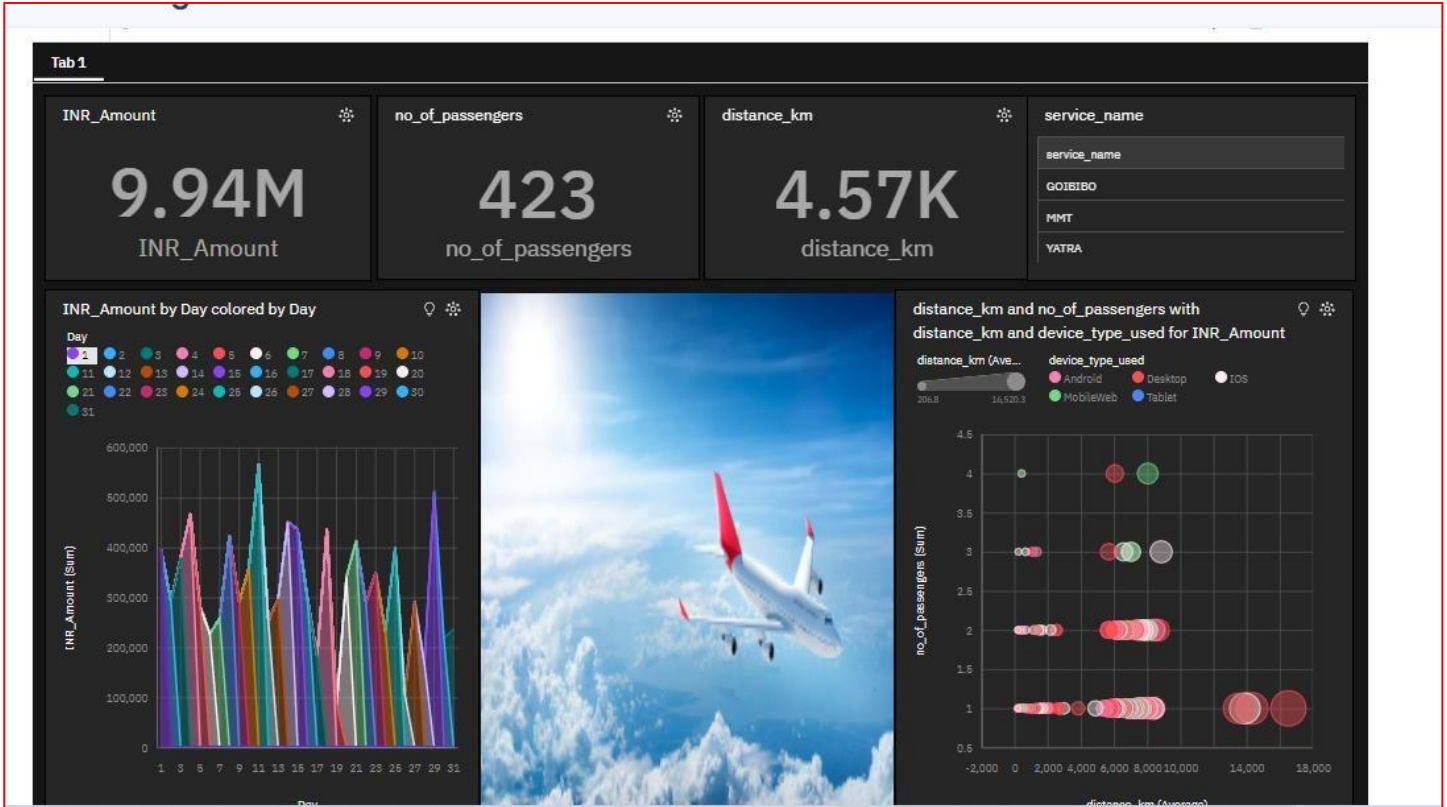 Tab 1
INR_Amount
9.94M
INR_Amount
no_of_passengers
423
no_of_passengers
distance_km
4.57K
distance_km
service_name
service_name
GOIBIBO
MMT
YATRA
INR_Amount by Day colored by Day
Day
1 2 3 4 5 6 7 8 9 10
11 12 13 14 15 16 17 18 19 20
21 22 23 24 25 26 27 28 29 30
31
600,000
500,000
400,000
300,000
200,000
100,000
0
INR_Amount (Sum)
1 3 5 7 9 11 13 15 17 19 21 23 25 27 29 31
Day
distance_km and no_of_passengers with
distance_km and device_type_used for INR_Amount
distance_km (Ave...
206.8 16,520.3
device_type_used
Android Desktop IOS
MobileWeb Tablet
4.5
4
3.5
3
2.5
2
1.5
1
0.5
no_of_passengers (Sum)
-2,000 0 2,000 4,000 6,000 8,000 10,000 14,000 18,000
distance_km (Average)